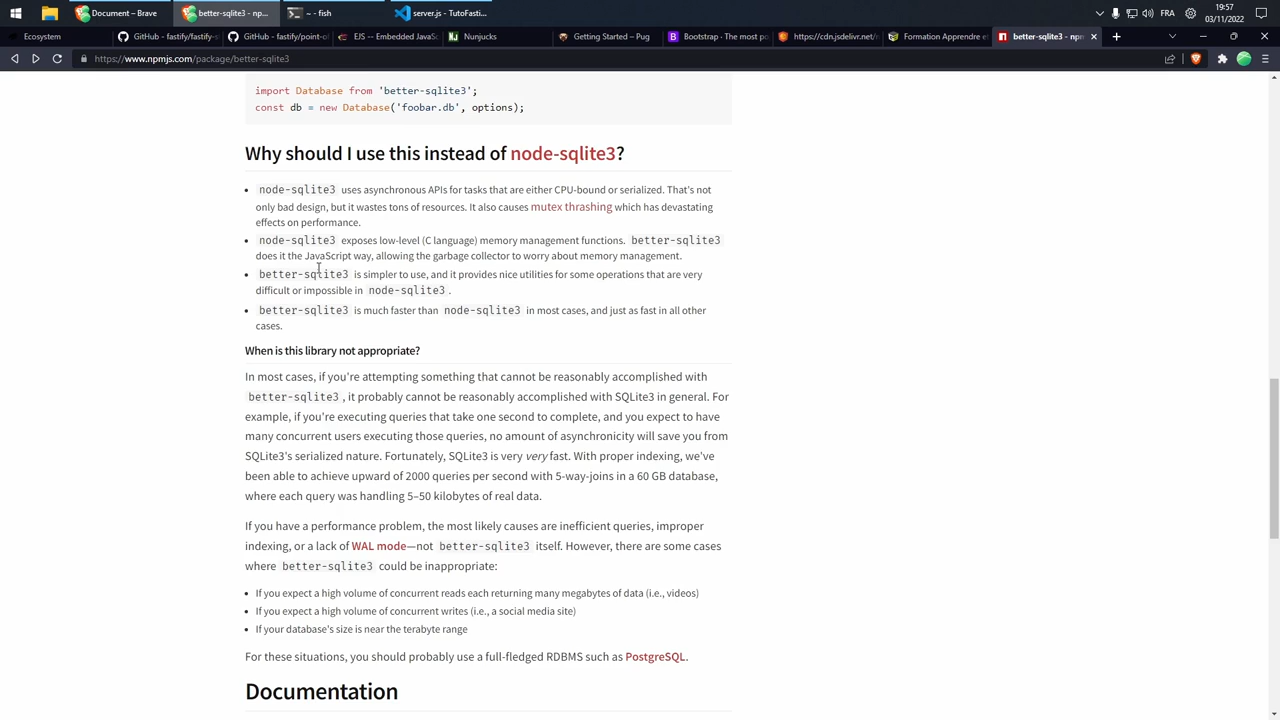 Document – Brave
better-sqlite3 - np...
~ - fish
server.js - TutoFasti...
FRA
19:57
03/11/2022
Ecosystem
GitHub - fastify/fastify-s
GitHub - fastify/point-o
EJS -- Embedded JavaSc
Nunjucks
Getting Started – Pug
Bootstrap · The most po
https://cdn.jsdelivr.net/n
Formation Apprendre e
better-sqlite3 - npm
https://www.npmjs.com/package/better-sqlite3
import Database from 'better-sqlite3';
const db = new Database('foobar.db', options);
Why should I use this instead of node-sqlite3?
• node-sqlite3 uses asynchronous APIs for tasks that are either CPU-bound or serialized. That's not
only bad design, but it wastes tons of resources. It also causes mutex thrashing which has devastating
effects on performance.
• node-sqlite3 exposes low-level (C language) memory management functions. better-sqlite3
does it the JavaScript way, allowing the garbage collector to worry about memory management.
• better-sqlite3 is simpler to use, and it provides nice utilities for some operations that are very
difficult or impossible in node-sqlite3.
• better-sqlite3 is much faster than node-sqlite3 in most cases, and just as fast in all other
cases.
When is this library not appropriate?
In most cases, if you're attempting something that cannot be reasonably accomplished with
better-sqlite3, it probably cannot be reasonably accomplished with SQLite3 in general. For
example, if you're executing queries that take one second to complete, and you expect to have
many concurrent users executing those queries, no amount of asynchronicity will save you from
SQLite3's serialized nature. Fortunately, SQLite3 is very very fast. With proper indexing, we've
been able to achieve upward of 2000 queries per second with 5-way-joins in a 60 GB database,
where each query was handling 5–50 kilobytes of real data.
If you have a performance problem, the most likely causes are inefficient queries, improper
indexing, or a lack of WAL mode—not better-sqlite3 itself. However, there are some cases
where better-sqlite3 could be inappropriate:
• If you expect a high volume of concurrent reads each returning many megabytes of data (i.e., videos)
• If you expect a high volume of concurrent writes (i.e., a social media site)
• If your database's size is near the terabyte range
For these situations, you should probably use a full-fledged RDBMS such as PostgreSQL.
Documentation